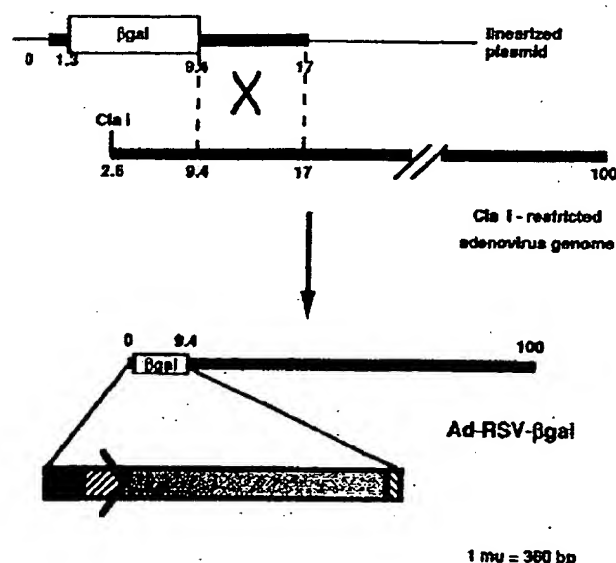 βgal
linearized
plasmid
0 1.3 9.4 17
Cla I
2.6 9.4 17 100
Cla I - restricted
adenovirus genome
0 9.4 100
βgal
Ad-RSV-βgal
1 mu = 360 bp